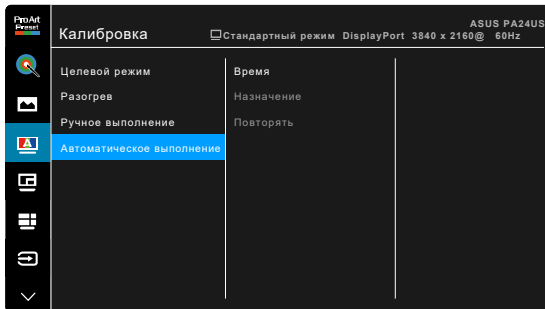 ProArt
Preset
ASUS PA24US
Калибровка
Стандартный режим DisplayPort 3840 x 2160@ 60Hz
Целевой режим
Время
Разогрев
Назначение
Ручное выполнение
Повторять
Автоматическое выполнение